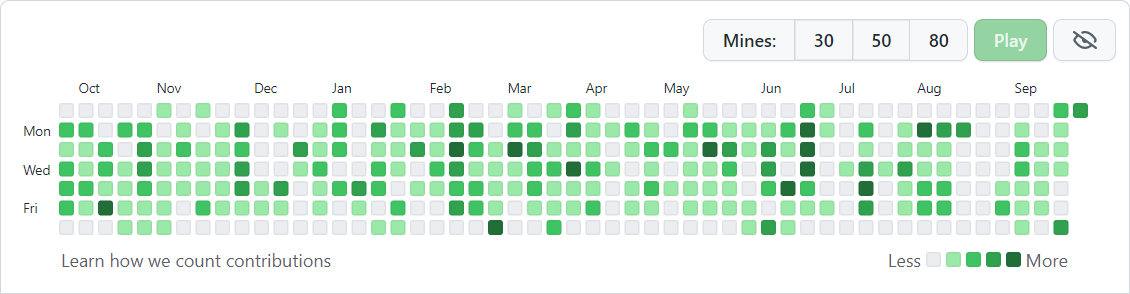 Mines: 30 50 80 Play
Oct Nov Dec Jan Feb Mar Apr May Jun Jul Aug Sep
Mon
Wed
Fri
Learn how we count contributions Less More